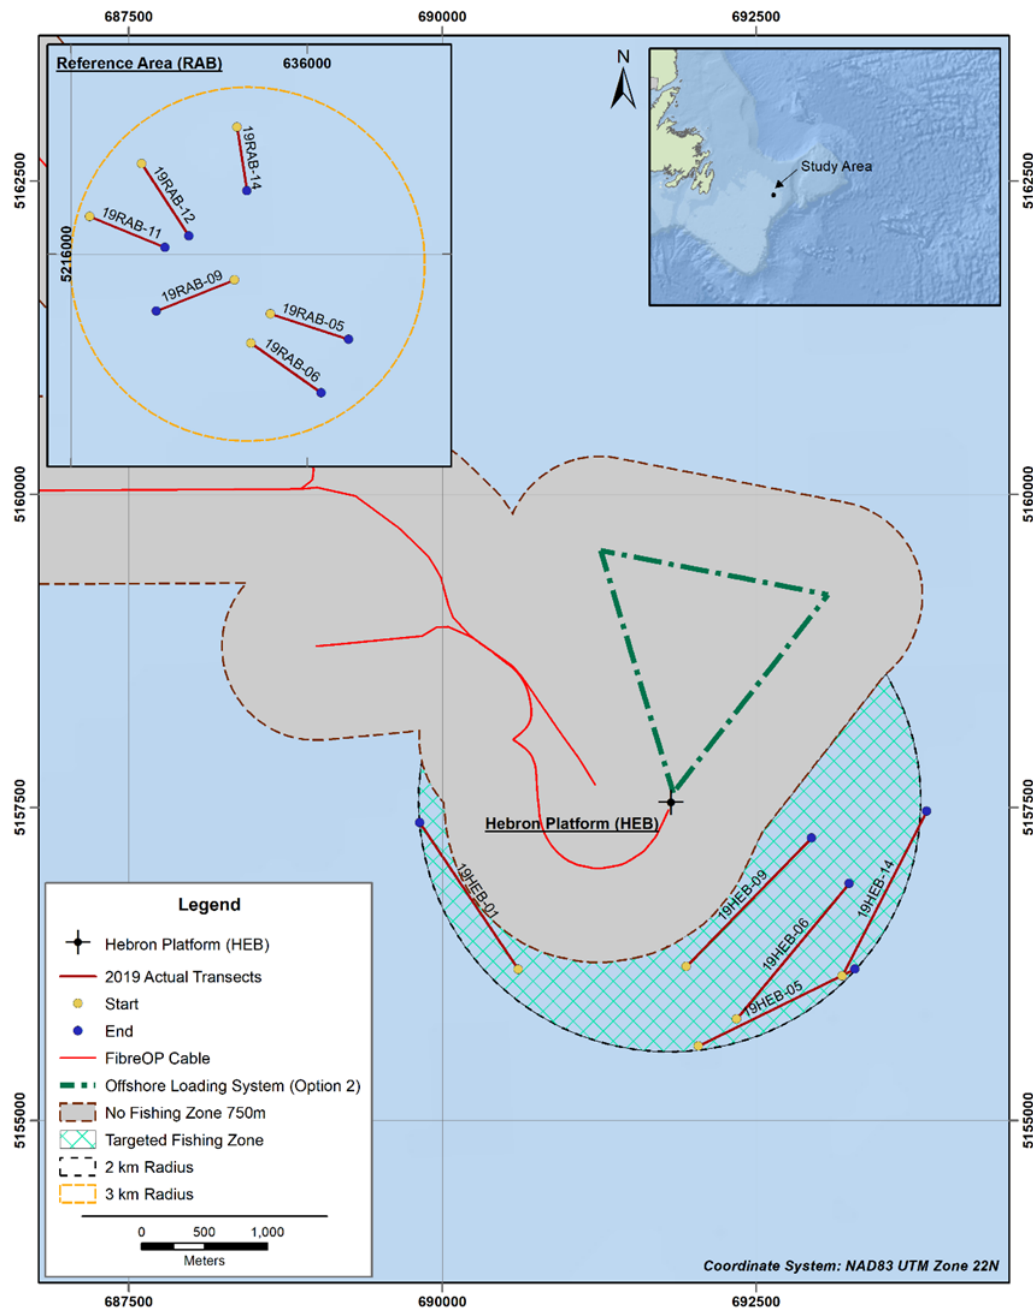 687500 690000 692500
Reference Area (RAB)
636000
N
19RAB-14
19RAB-12
Study Area
5162500
5162500
19RAB-11
5216000
19RAB-09
19RAB-05
19RAB-06
5160000
5160000
5157500
5157500
Hebron Platform (HEB)
19HEB-01
19HEB-09
19HEB-14
19HEB-06
19HEB-05
Legend
Hebron Platform (HEB)
2019 Actual Transects
Start
End
FibreOP Cable
Offshore Loading System (Option 2)
No Fishing Zone 750m
Targeted Fishing Zone
2 km Radius
3 km Radius
0 500 1,000
Meters
5155000
5155000
Coordinate System: NAD83 UTM Zone 22N
687500 690000 692500